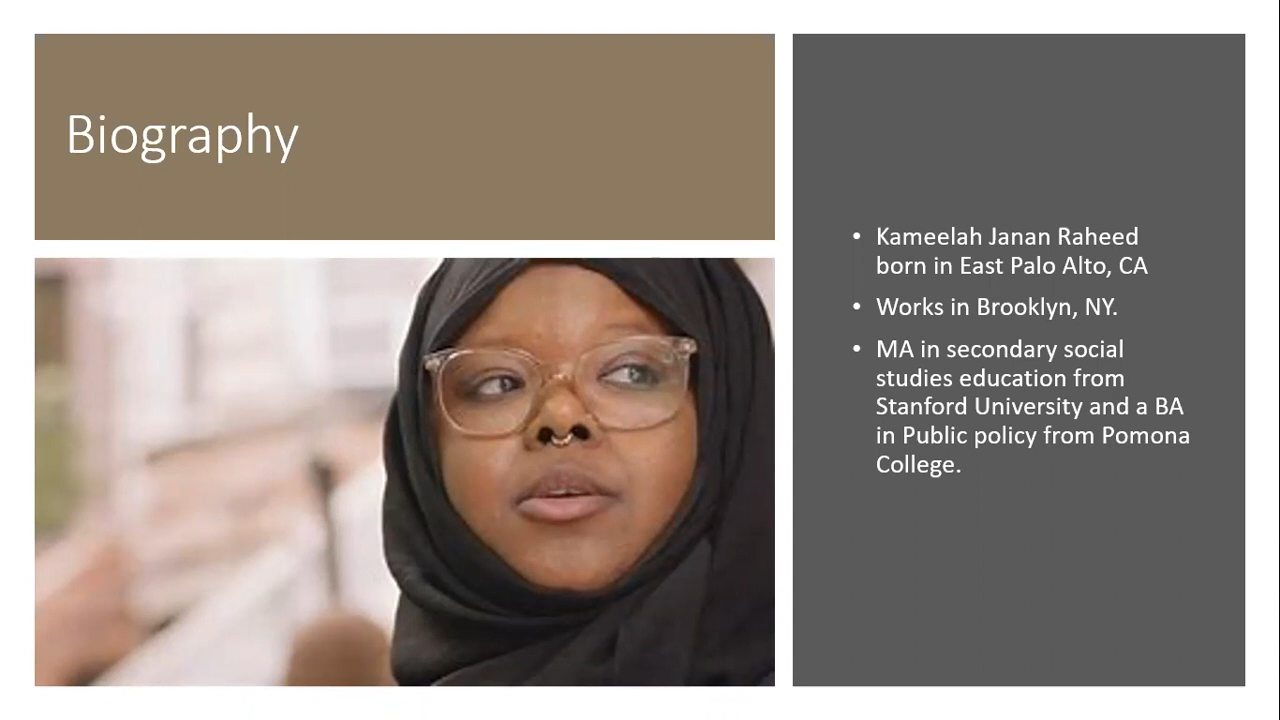 Biography
• Kameelah Janan Raheed
born in East Palo Alto, CA
• Works in Brooklyn, NY.
• MA in secondary social
studies education from
Stanford University and a BA
in Public policy from Pomona
College.